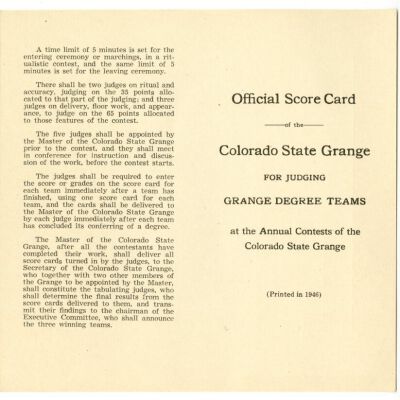 A time limit of 5 minutes is set for the
entering ceremony or marchings, in a rit-
ualistic contest, and the same limit of 5
minutes is set for the leaving ceremony.
There shall be two judges on ritual and
accuracy, judging on the 35 points allo-
cated to that part of the judging; and three
judges on delivery, floor work, and appear-
ance, to judge on the 65 points allocated
to those features of the contest.
The five judges shall be appointed by
the Master of the Colorado State Grange
prior to the contest, and they shall meet
in conference for instruction and discus-
sion of the work, before the contest starts.
The judges shall be required to enter
the score or grades on the score card for
each team immediately after a team has
finished, using one score card for each
team, and the cards shall be delivered to
the Master of the Colorado State Grange
by each judge immediately after each team
has concluded its conferring of a degree.
The Master of the Colorado State
Grange, after all the contestants have
completed their work, shall deliver all
score cards turned in by the judges, to the
Secretary of the Colorado State Grange,
who together with two other members of
the Grange to be appointed by the Master,
shall constitute the tabulating judges, who
shall determine the final results from the
score cards delivered to them, and trans-
mit their findings to the chairman of the
Executive Committee, who shall announce
the three winning teams.
Official Score Card
of the
Colorado State Grange
FOR JUDGING
GRANGE DEGREE TEAMS
at the Annual Contests of the
Colorado State Grange
(Printed in 1946)